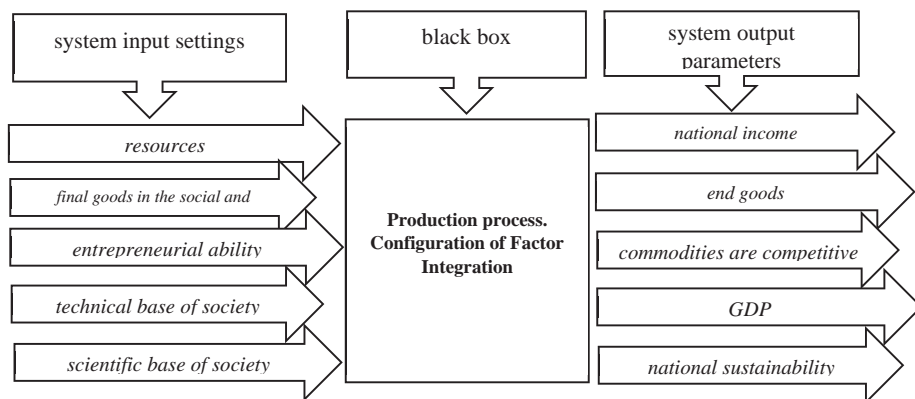 system input settings
black box
system output
parameters
resources
final goods in the social and
entrepreneurial ability
technical base of society
scientific base of society
Production process.
Configuration of Factor
Integration
national income
end goods
commodities are competitive
GDP
national sustainability